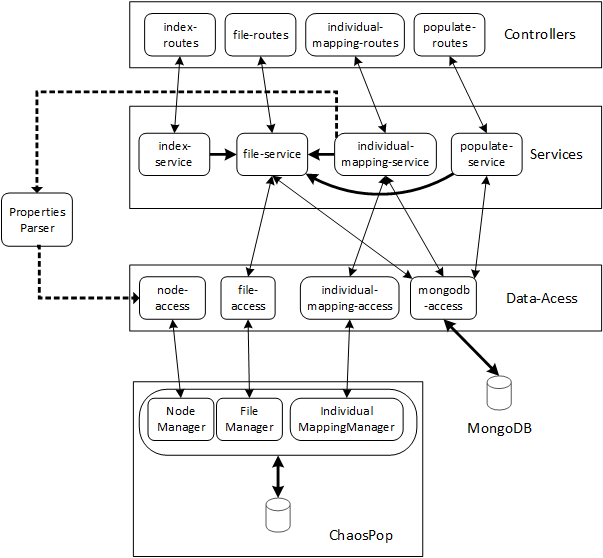 index-
routes
file-routes
individual-
mapping-routes
populate-
routes
Controllers
index-
service
file-service
individual-
mapping-service
populate-
service
Services
Properties
Parser
node-
access
file-
access
individual-
mapping-access
mongodb
-access
Data-Acess
Node
Manager
File
Manager
Individual
MappingManager
MongoDB
ChaosPop